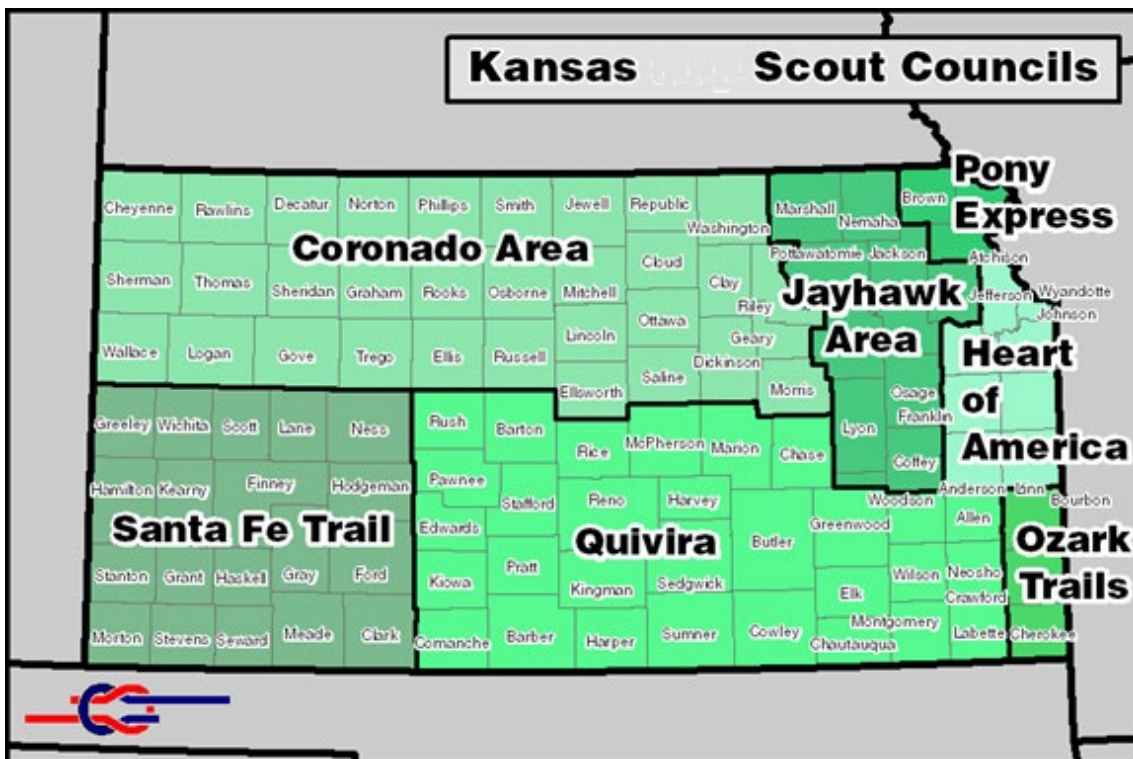 Kansas Scout Councils
Pony
Express
Cheyenne Rawlins Decatur Norton Phillips Smith Jewell Republic Washington Marshall Nemaha Brown
Coronado Area
Sherman Thomas Sheridan Graham Rooks Osborne Mitchell Cloud Clay Riley Pottawatomie Jackson Atchison
Jayhawk
Area
Jefferson Wyandotte
Johnson
Wallace Logan Gove Trego Ellis Russell Lincoln Ottawa Geary
Ellsworth Saline Dickinson Morris
Heart
of
America
Osage
Lyon Franklin
Coffey
Greeley Wichita Scott Lane Ness Rush Barton Rice McPherson Marion Chase
Hamilton Kearny Finney Hodgeman Pawnee Stafford Reno Harvey Greenwood Woodson Anderson Linn
Bourbon
Santa Fe Trail
Edwards
Quivira
Butler
Allen
Ozark
Trails
Stanton Grant Haskell Gray Ford Kiowa Pratt Kingman Sedgwick Elk Wilson Neosho
Crawford
Morton Stevens Seward Meade Clark Comanche Barber Harper Sumner Cowley Chautauqua Montgomery Labette Cherokee